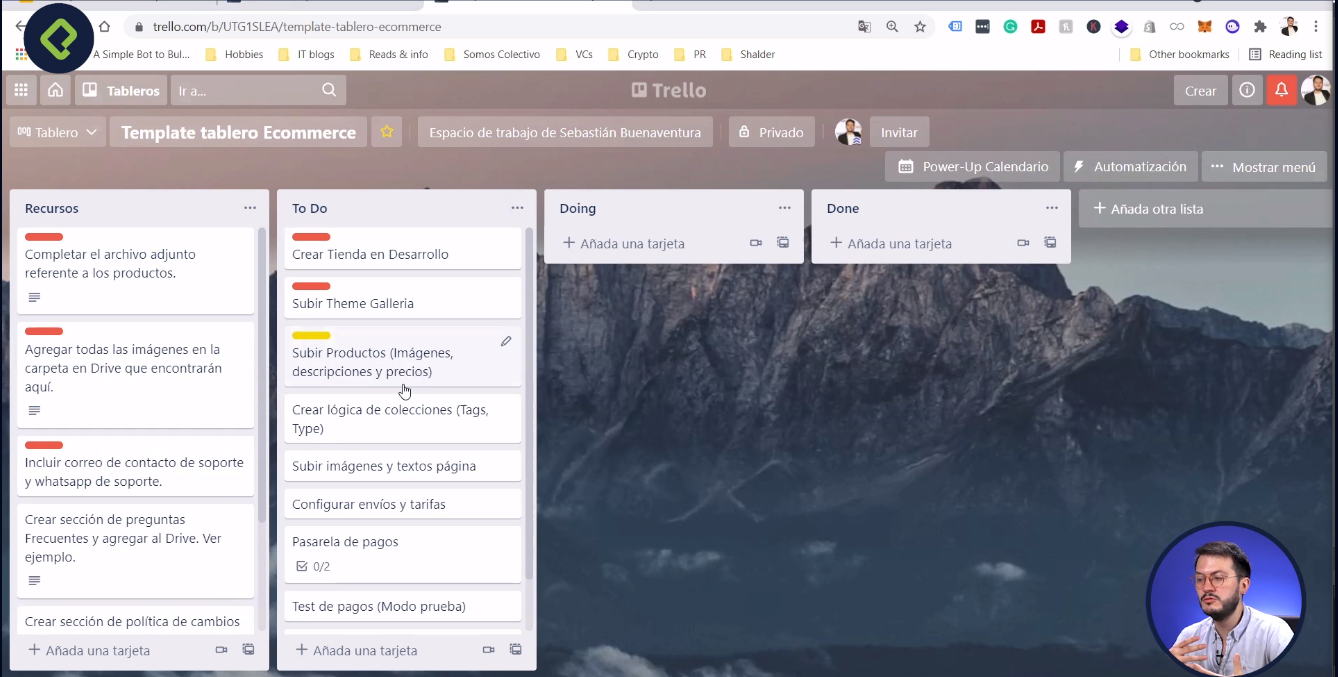 trello.com/b/UTG1SLEA/template-tablero-ecommerce
A Simple Bot to Bul...
Hobbies
IT blogs
Reads & info
Somos Colectivo
VCs
Crypto
PR
Shalder
Other bookmarks
Reading list
Tableros
Ir a...
Trello
Crear
Tablero
Template tablero Ecommerce
Espacio de trabajo de Sebastián Buenaventura
Privado
Invitar
Power-Up Calendario
Automatización
Mostrar menú
Recursos
Completar el archivo adjunto
referente a los productos.
Agregar todas las imágenes en la
carpeta en Drive que encontrarán
aquí.
Incluir correo de contacto de soporte
y whatsapp de soporte.
Crear sección de preguntas
Frecuentes y agregar al Drive. Ver
ejemplo.
Crear sección de política de cambios
+ Añada una tarjeta
To Do
Crear Tienda en Desarrollo
Subir Theme Gallería
Subir Productos (Imágenes,
descripciones y precios)
Crear lógica de colecciones (Tags,
Type)
Subir imágenes y textos página
Configurar envíos y tarifas
Pasarela de pagos
0/2
Test de pagos (Modo prueba)
+ Añada una tarjeta
Doing
+ Añada una tarjeta
Done
+ Añada una tarjeta
+ Añada otra lista